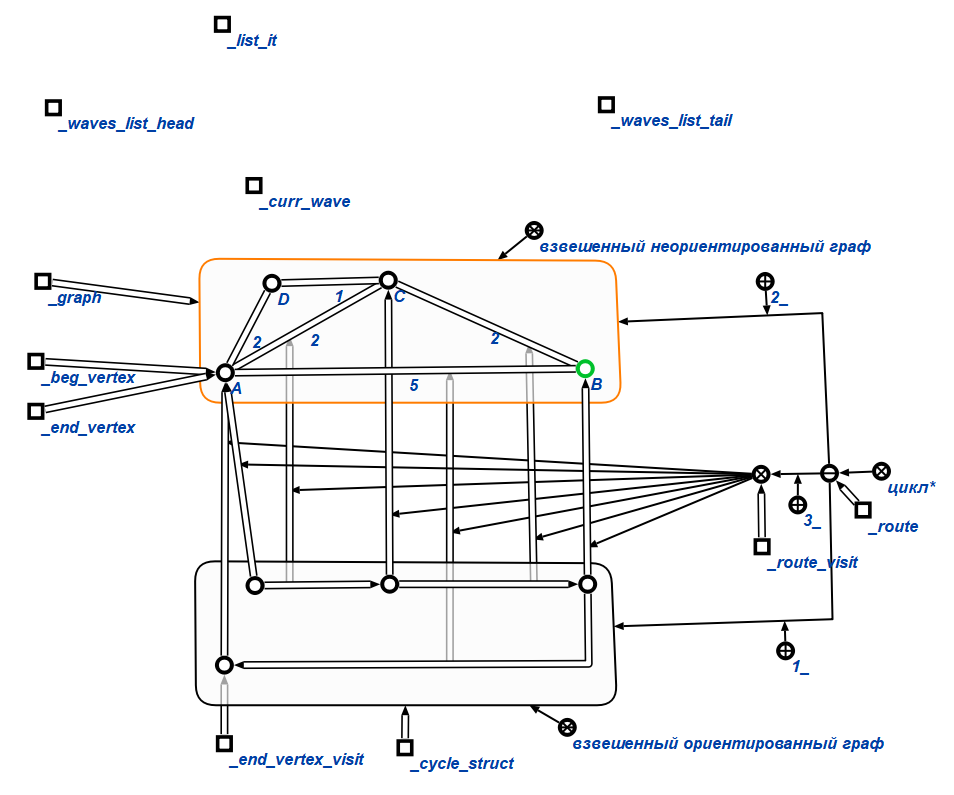 _list_it
_waves_list_head
_waves_list_tail
_curr_wave
взвешенный неориентированный граф
_graph
D
1
C
2_
2
2
2
_beg_vertex
A
5
B
_end_vertex
цикл*
3_
_route
_route_visit
1_
_end_vertex_visit
_cycle_struct
взвешенный ориентированный граф